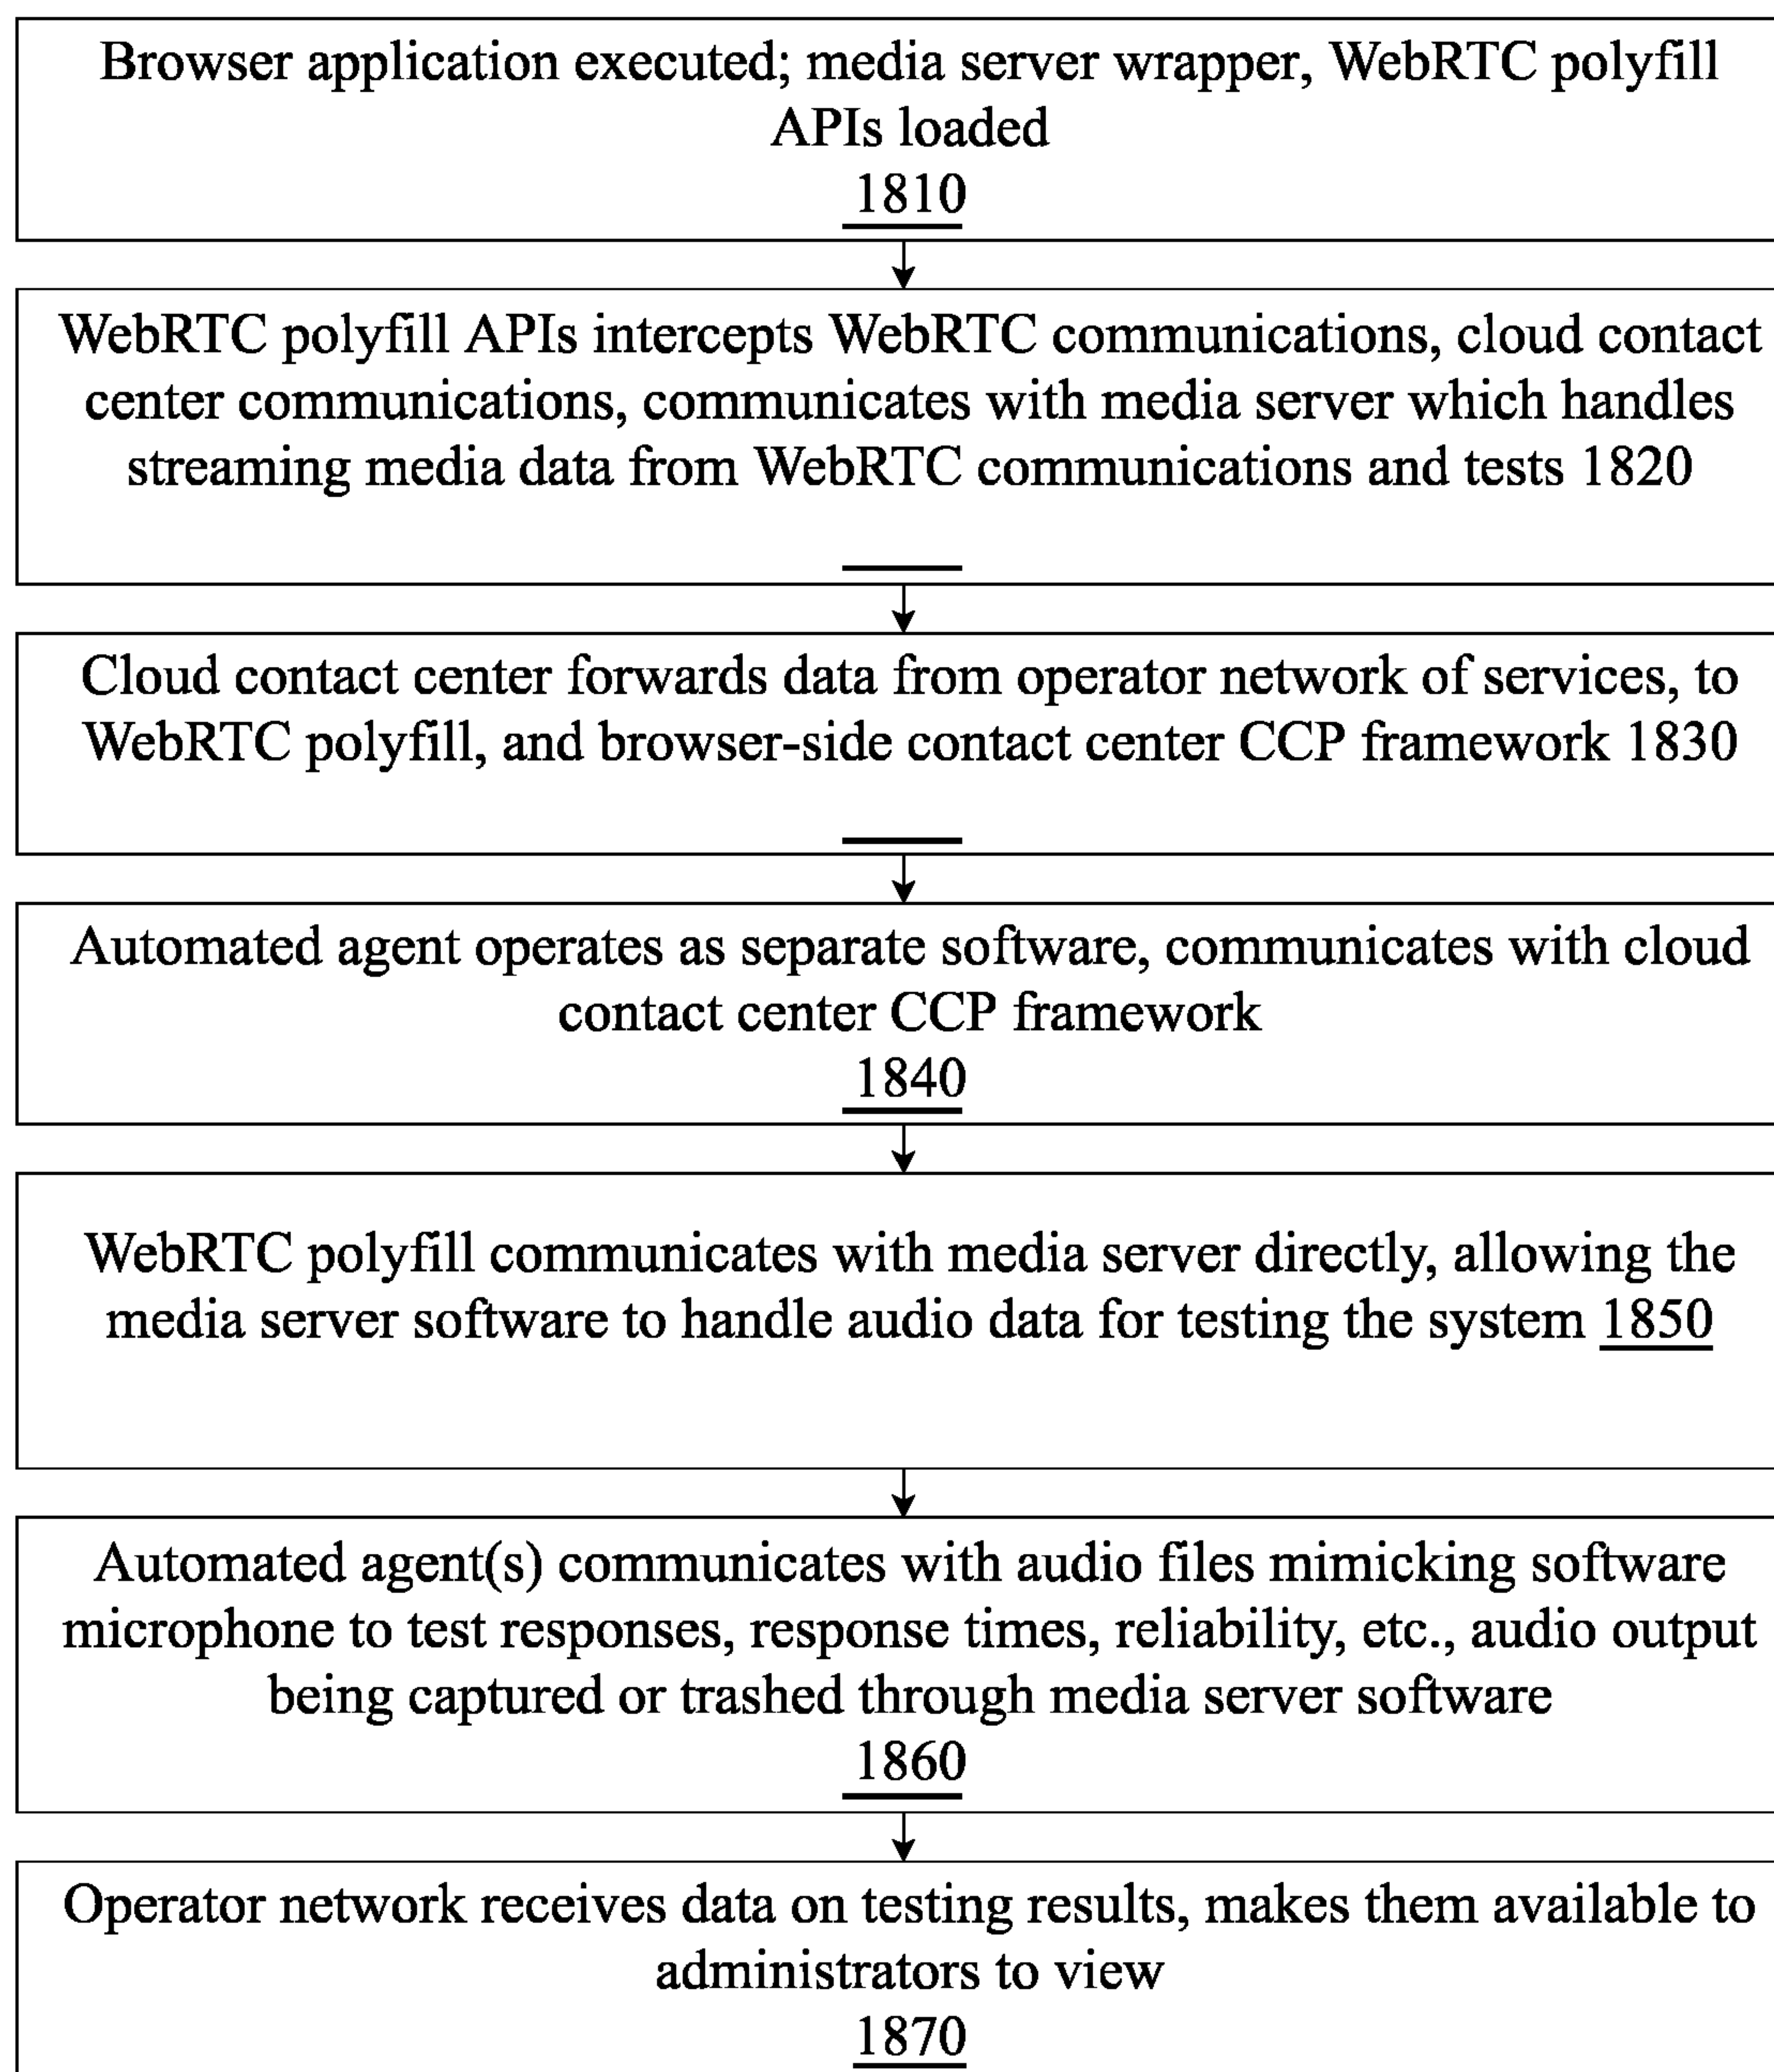 Browser application executed; media server wrapper, WebRTC polyfill
APIs loaded
1810
WebRTC polyfill APIs intercepts WebRTC communications, cloud contact
center communications, communicates with media server which handles
streaming media data from WebRTC communications and tests 1820
Cloud contact center forwards data from operator network of services, to
WebRTC polyfill, and browser-side contact center CCP framework 1830
Automated agent operates as separate software, communicates with cloud
contact center CCP framework
1840
WebRTC polyfill communicates with media server directly, allowing the
media server software to handle audio data for testing the system 1850
Automated agent(s) communicates with audio files mimicking software
microphone to test responses, response times, reliability, etc., audio output
being captured or trashed through media server software
1860
Operator network receives data on testing results, makes them available to
administrators to view
1870